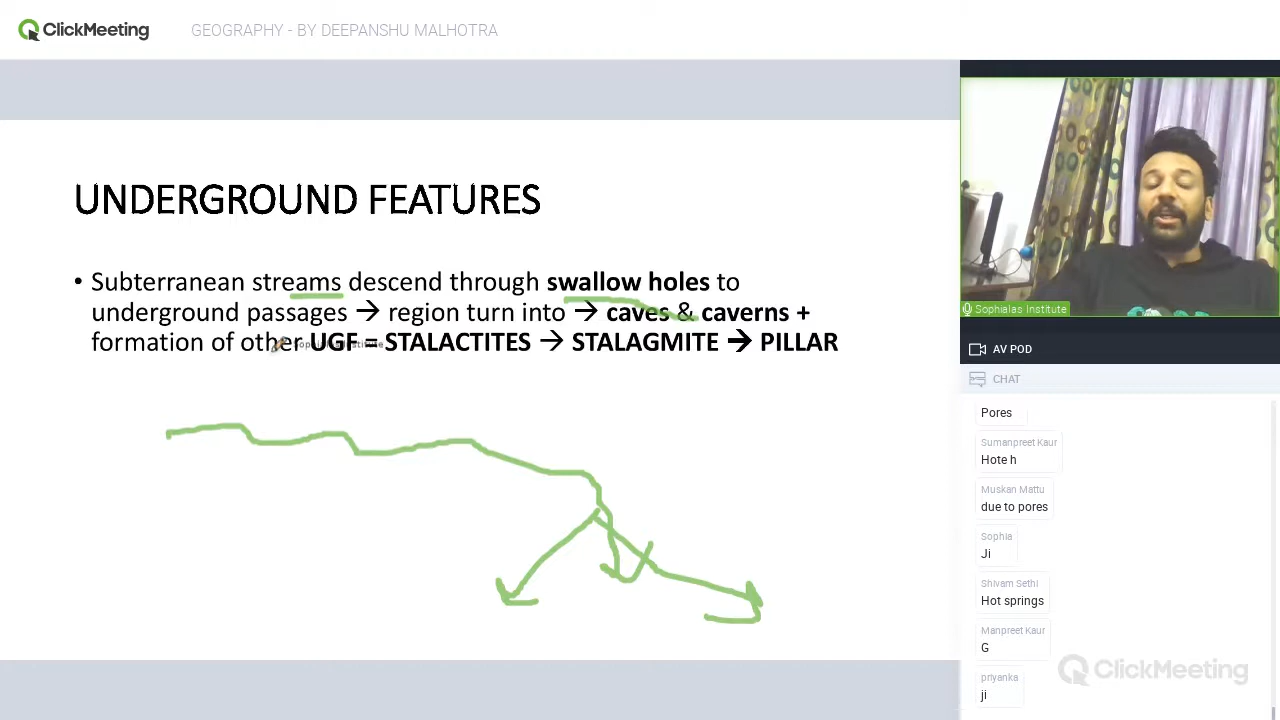 ClickMeeting
GEOGRAPHY - BY DEEPANSHU MALHOTRA
UNDERGROUND FEATURES
• Subterranean streams descend through swallow holes to
underground passages → region turn into → caves & caverns +
formation of other UGF = STALACTITES → STALAGMITE → PILLAR
Sophialas Institute
AV POD
CHAT
Pores
Sumanpreet Kaur
Hote h
Muskan Mattu
due to pores
Sophia
Ji
Shivam Sethi
Hot springs
Manpreet Kaur
G
priyanka
ji
ClickMeeting